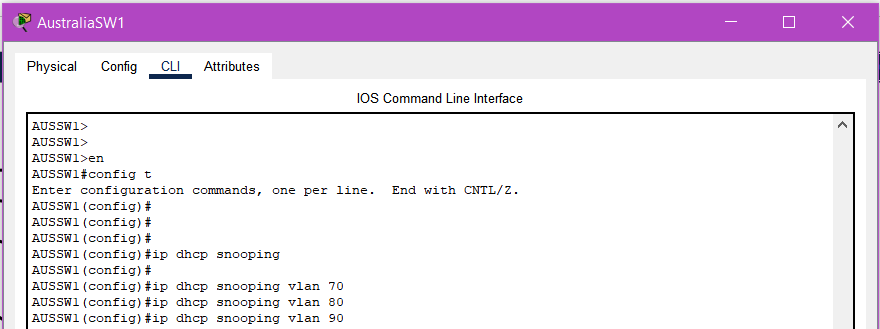 AustraliaSW1
Physical Config CLI Attributes
IOS Command Line Interface
AUSSW1>
AUSSW1>
AUSSW1>en
AUSSW1#config t
Enter configuration commands, one per line.  End with CNTL/Z.
AUSSW1(config)#
AUSSW1(config)#
AUSSW1(config)#
AUSSW1(config)#ip dhcp snooping
AUSSW1(config)#
AUSSW1(config)#ip dhcp snooping vlan 70
AUSSW1(config)#ip dhcp snooping vlan 80
AUSSW1(config)#ip dhcp snooping vlan 90